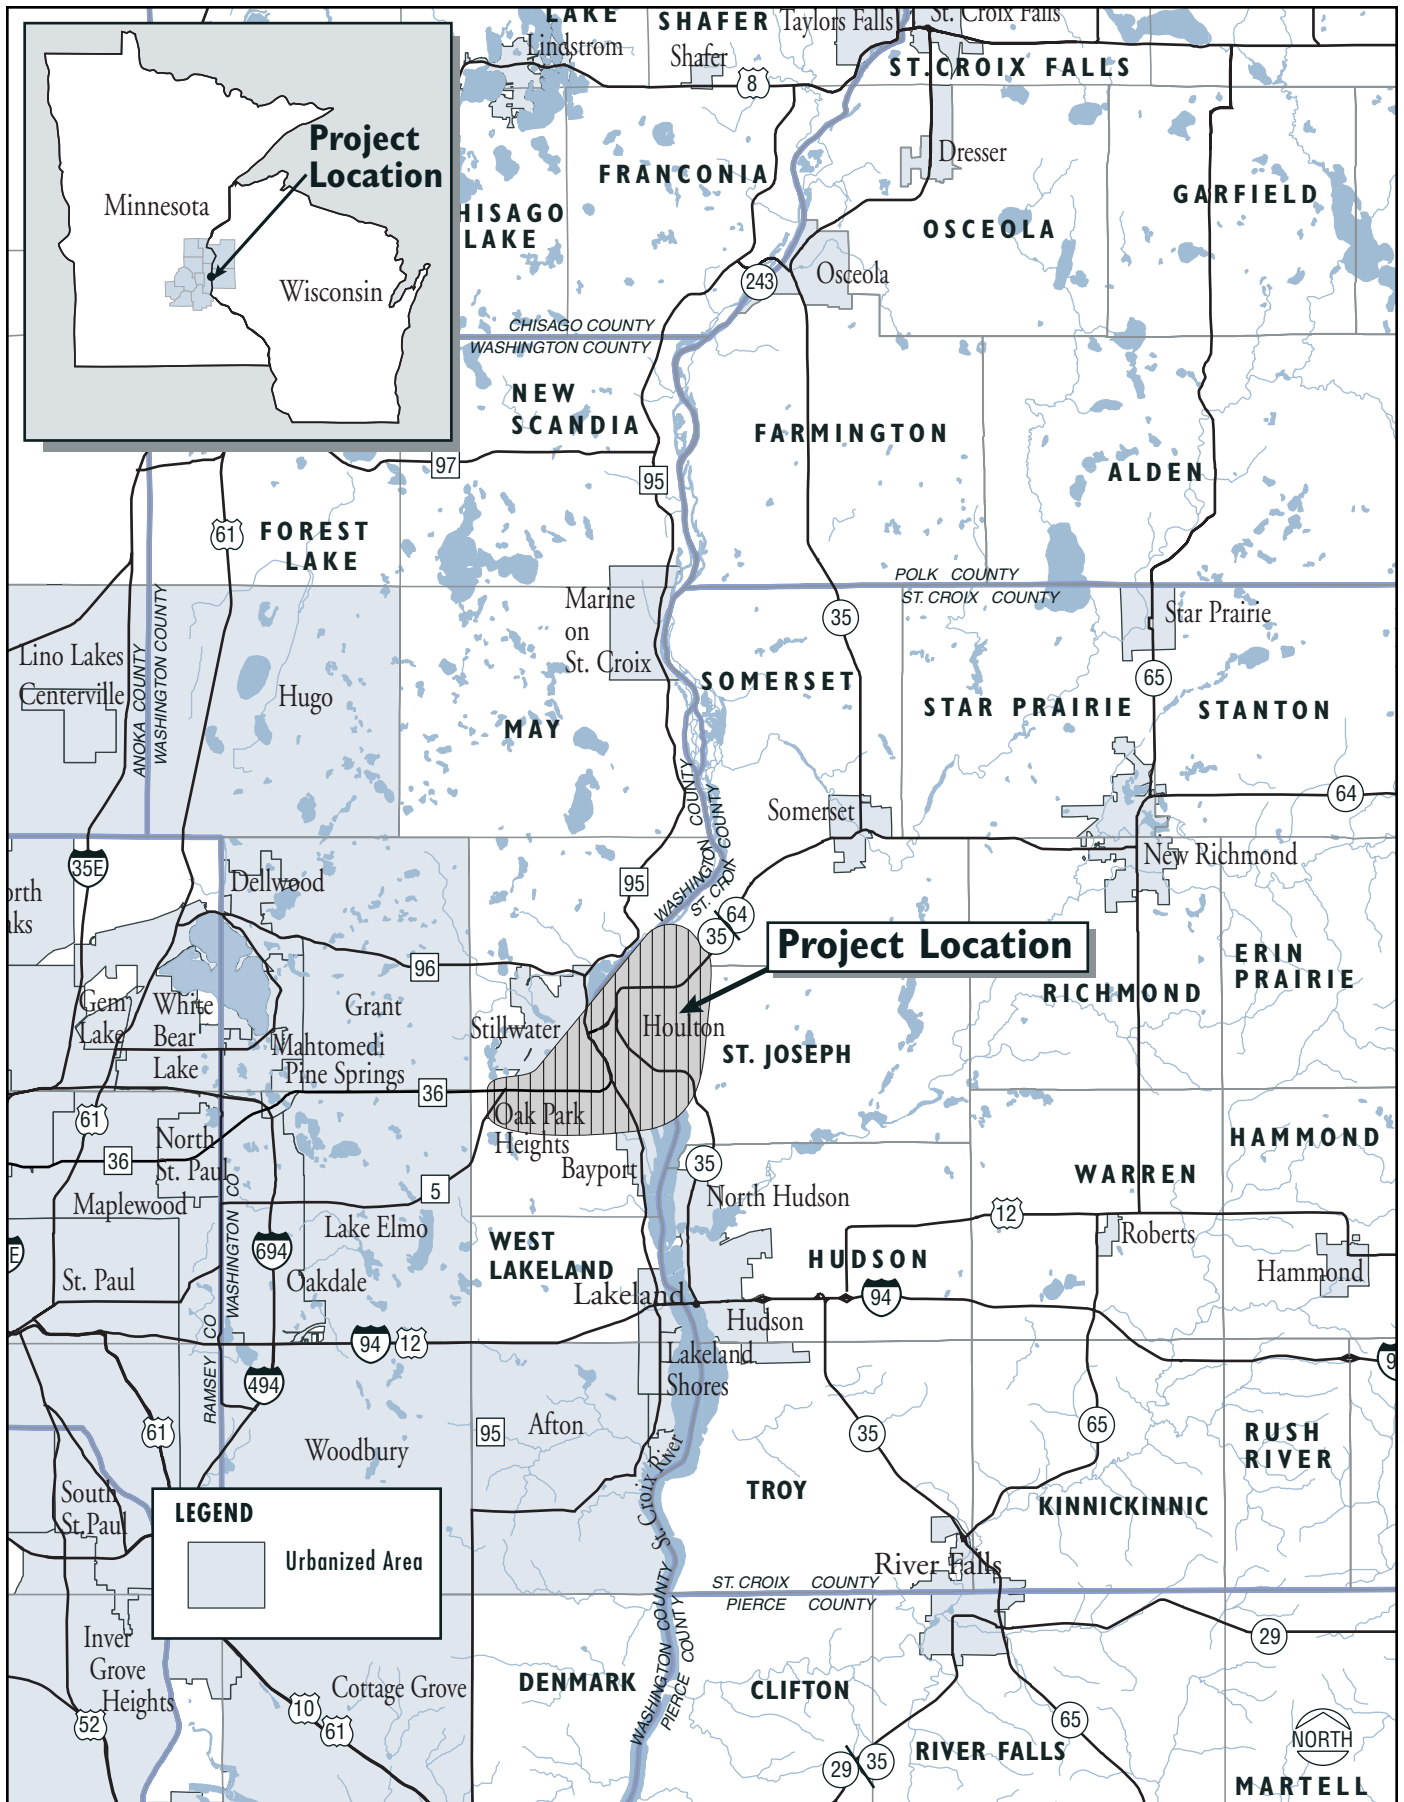 LAKE
SHAFER
Taylors Falls
St. Croix Falls
Lindstrom
Shafer
ST. CROIX FALLS
8
Project
Location
Minnesota
Wisconsin
FRANCONIA
Dresser
GARFIELD
HISAGO
LAKE
OSCEOLA
243
Osceola
CHISAGO COUNTY
WASHINGTON COUNTY
NEW
SCANDIA
FARMINGTON
97
95
ALDEN
61
FOREST
LAKE
POLK COUNTY
ST. CROIX COUNTY
Marine
on
St. Croix
35
Star Prairie
Lino Lakes
Centerville
ANOKA COUNTY
WASHINGTON COUNTY
Hugo
SOMERSET
65
MAY
STAR PRAIRIE
STANTON
WASHINGTON COUNTY
ST. CROIX COUNTY
Somerset
64
35E
Dellwood
95
New Richmond
orth
aks
64
35
Project Location
ERIN
PRAIRIE
96
RICHMOND
Gem
Lake
White
Bear
Lake
Grant
Stillwater
Houlton
Mahtomedi
Pine Springs
ST. JOSEPH
36
61
Oak Park
Heights
North
St. Paul
36
HAMMOND
Bayport
35
WARREN
5
Maplewood
WASHINGTON CO
RAMSEY CO
North Hudson
12
Lake Elmo
Roberts
694
WEST
LAKELAND
HUDSON
E
St. Paul
Oakdale
Hammond
Lakeland
94
Hudson
94
12
Lakeland
Shores
9
494
95
Afton
61
35
65
Woodbury
RUSH
RIVER
St. Croix River
South
St. Paul
TROY
KINNICKINNIC
LEGEND
Urbanized Area
River Falls
ST. CROIX COUNTY
PIERCE COUNTY
WASHINGTON COUNTY
PIERCE COUNTY
29
Inver
Grove
Heights
DENMARK
CLIFTON
Cottage Grove
10
61
52
65
NORTH
RIVER FALLS
29
35
MARTELL